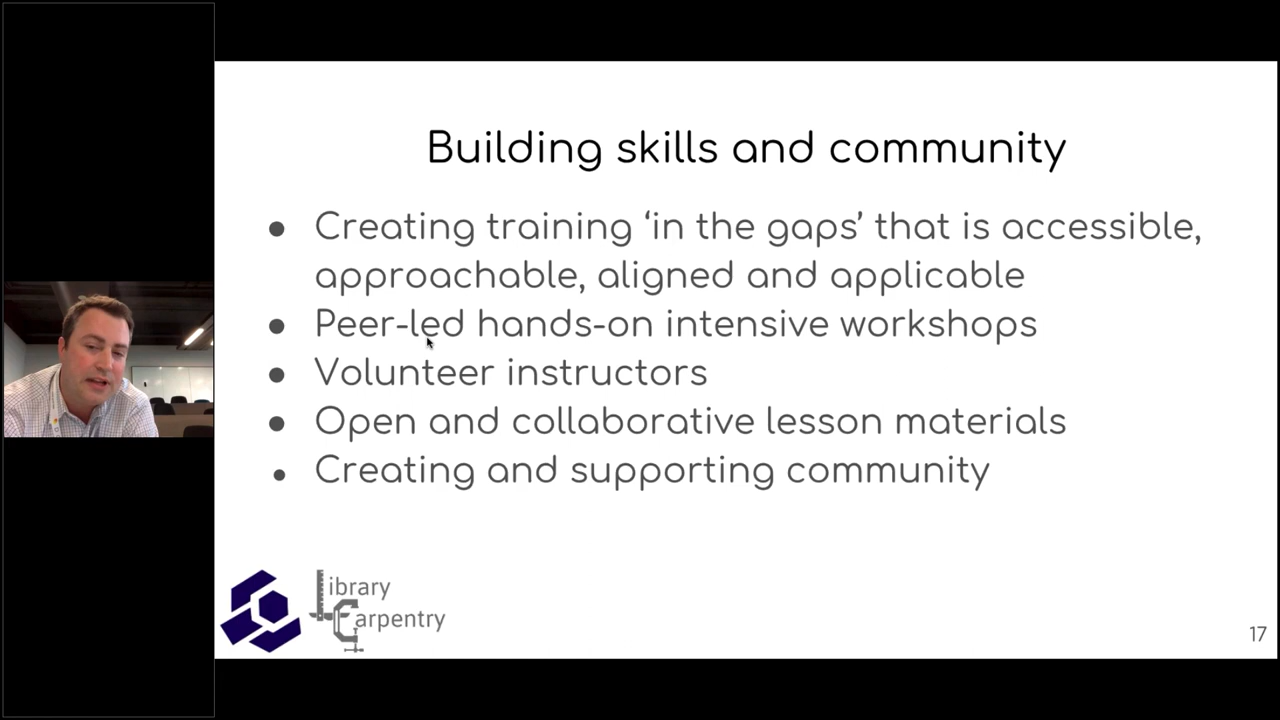 Building skills and community
● Creating training ‘in the gaps’ that is accessible,
approachable, aligned and applicable
● Peer-led hands-on intensive workshops
● Volunteer instructors
● Open and collaborative lesson materials
● Creating and supporting community
Library
Carpentry
17